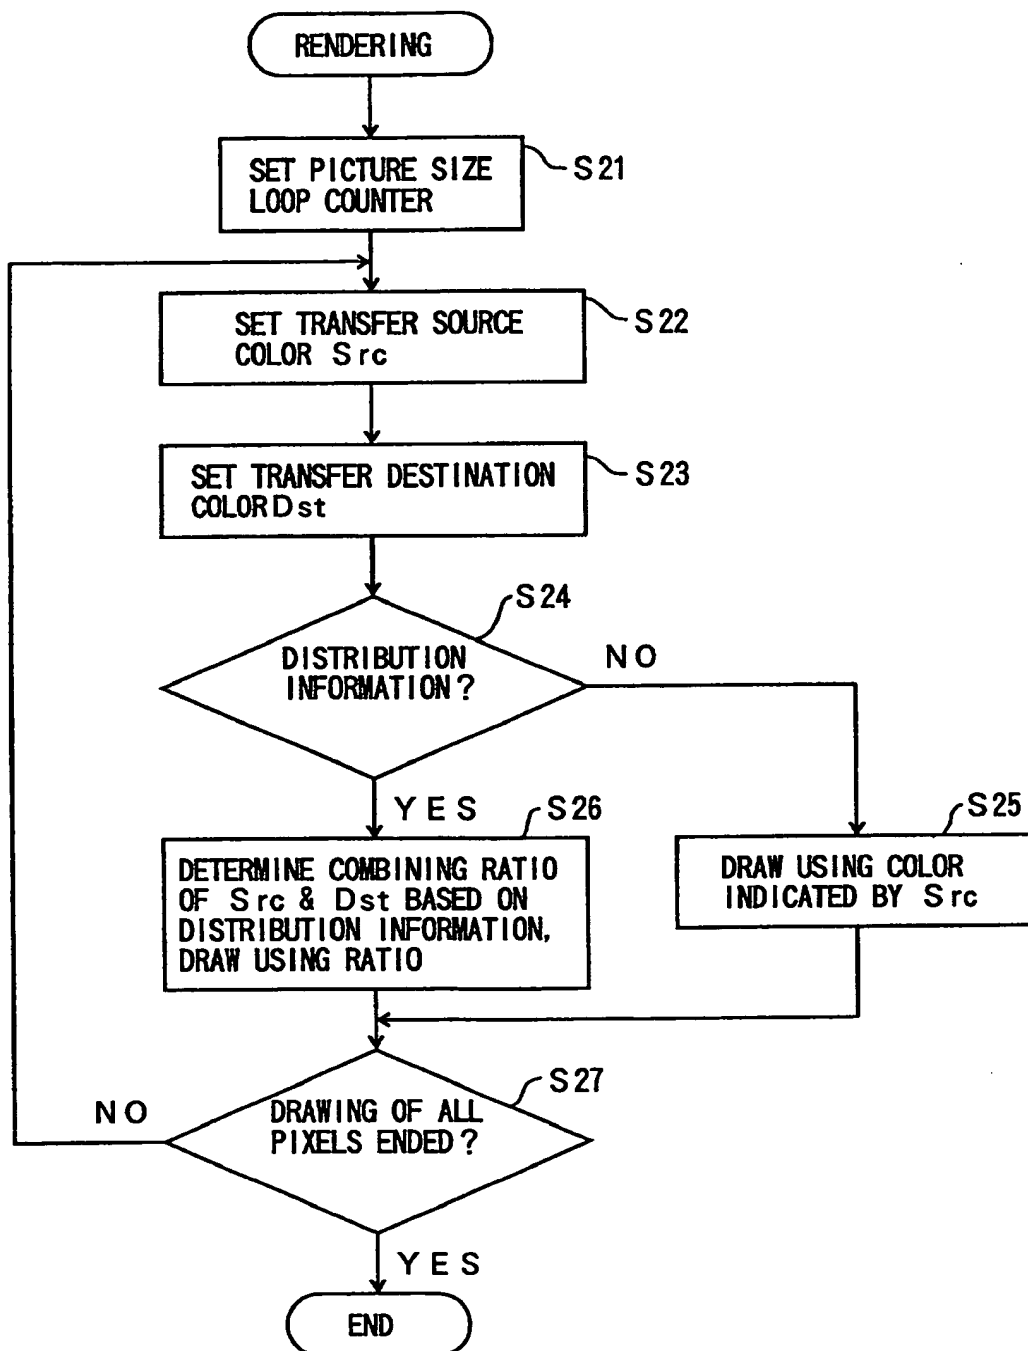 RENDERING
SET PICTURE SIZE
LOOP COUNTER
S21
SET TRANSFER SOURCE
COLOR Src
S22
SET TRANSFER DESTINATION
COLOR Dst
S23
S24
DISTRIBUTION
INFORMATION?
NO
YES
S26
S25
DETERMINE COMBINING RATIO
OF Src & Dst BASED ON
DISTRIBUTION INFORMATION,
DRAW USING RATIO
DRAW USING COLOR
INDICATED BY Src
S27
NO
DRAWING OF ALL
PIXELS ENDED?
YES
END